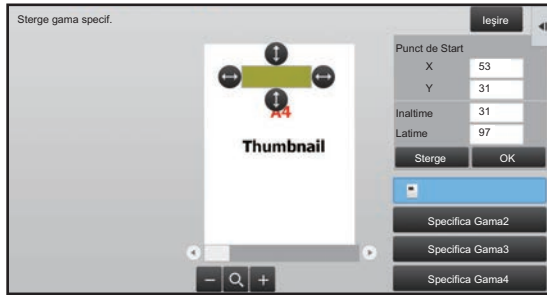 Sterge gama specif.
Ieșire
Punct de Start
X 53
Y 31
Inaltime 31
Latime 97
Sterge OK
A4
Thumbnail
Specifica Gama2
Specifica Gama3
Specifica Gama4